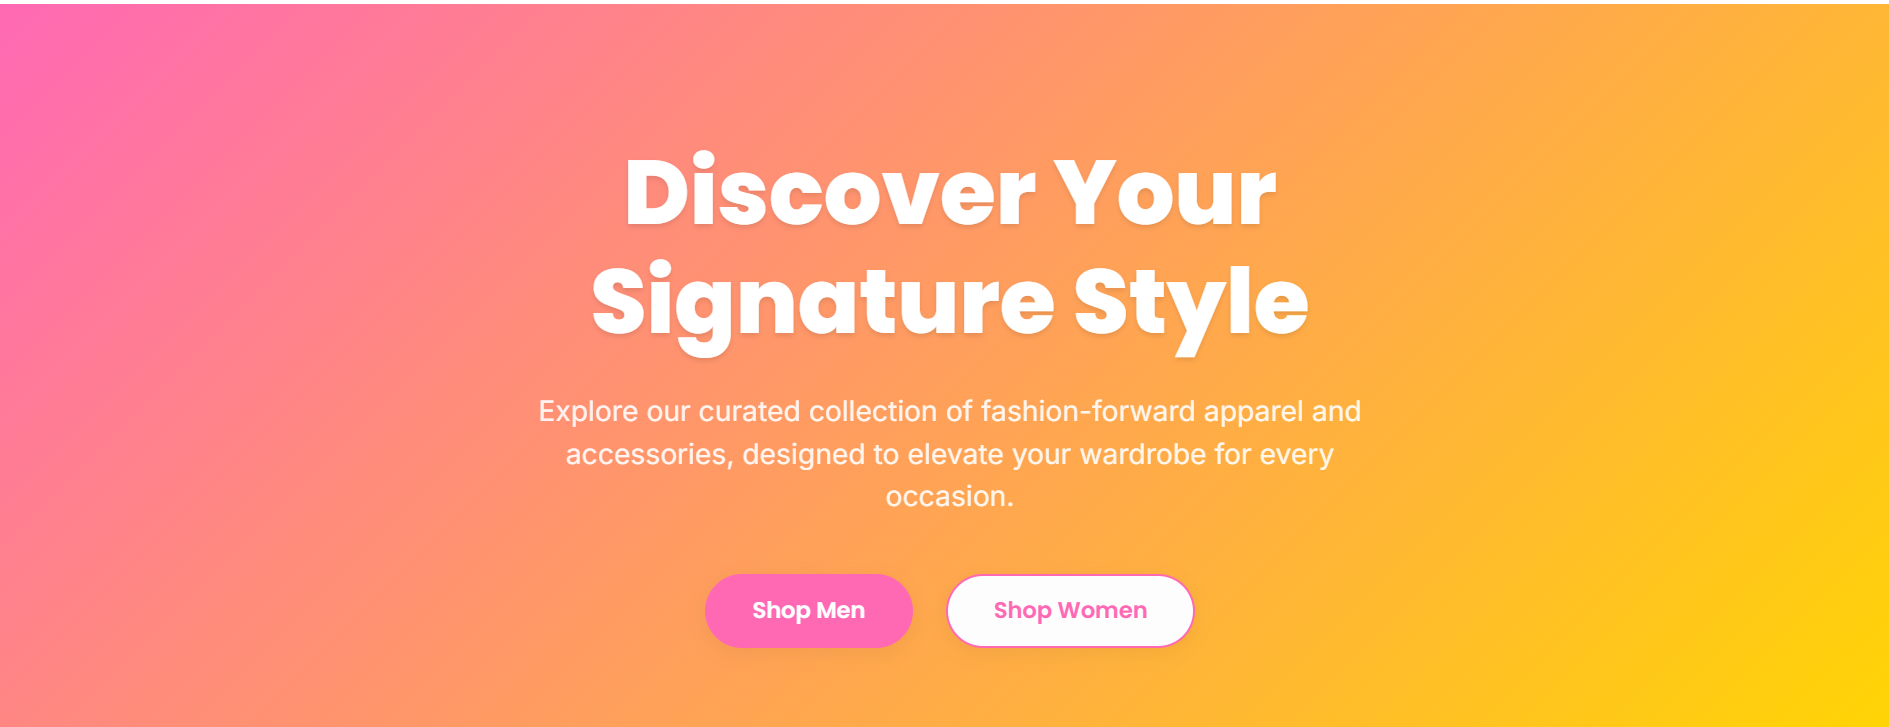 Discover Your
Signature Style
Explore our curated collection of fashion-forward apparel and
accessories, designed to elevate your wardrobe for every
occasion.
Shop Men
Shop Women